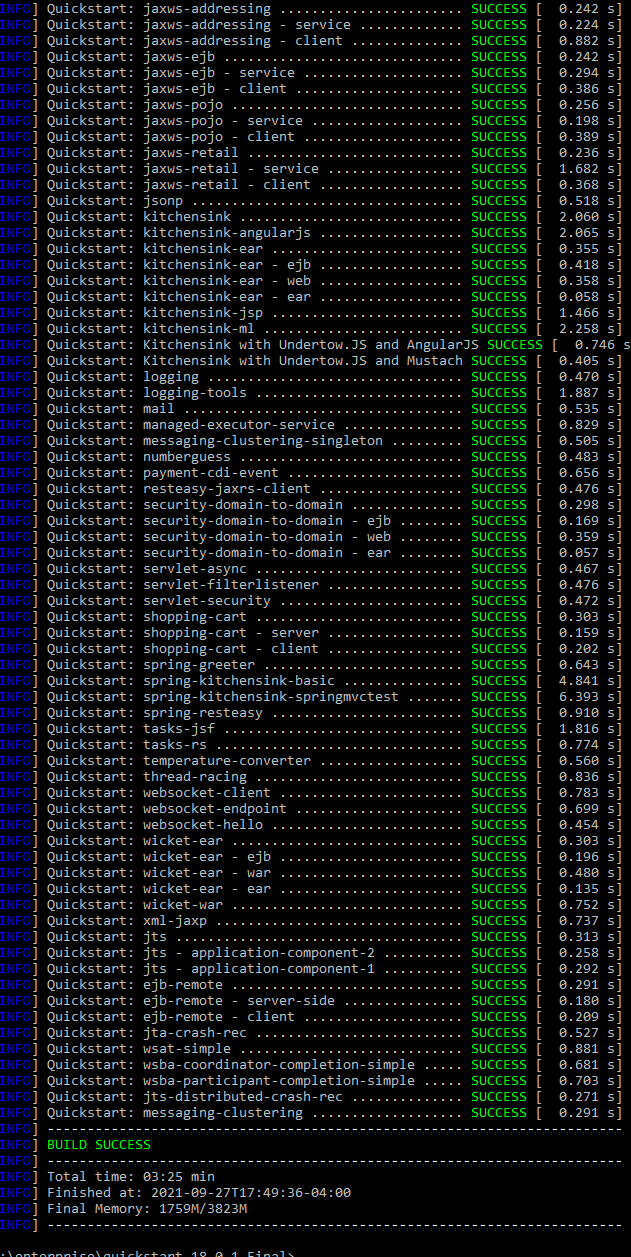 INFO] Quickstart: jaxws-addressing ........................ SUCCESS [  0.242 s]
INFO] Quickstart: jaxws-addressing - service .............. SUCCESS [  0.224 s]
INFO] Quickstart: jaxws-addressing - client ............... SUCCESS [  0.882 s]
INFO] Quickstart: jaxws-ejb ............................... SUCCESS [  0.242 s]
INFO] Quickstart: jaxws-ejb - service ..................... SUCCESS [  0.294 s]
INFO] Quickstart: jaxws-ejb - client ...................... SUCCESS [  0.386 s]
INFO] Quickstart: jaxws-pojo .............................. SUCCESS [  0.256 s]
INFO] Quickstart: jaxws-pojo - service .................... SUCCESS [  0.198 s]
INFO] Quickstart: jaxws-pojo - client ..................... SUCCESS [  0.389 s]
INFO] Quickstart: jaxws-retail ............................ SUCCESS [  0.236 s]
INFO] Quickstart: jaxws-retail - service .................. SUCCESS [  1.682 s]
INFO] Quickstart: jaxws-retail - client ................... SUCCESS [  0.368 s]
INFO] Quickstart: jsonp ................................... SUCCESS [  0.518 s]
INFO] Quickstart: kitchensink ............................. SUCCESS [  2.060 s]
INFO] Quickstart: kitchensink-angularjs ................... SUCCESS [  2.065 s]
INFO] Quickstart: kitchensink-ear ......................... SUCCESS [  0.355 s]
INFO] Quickstart: kitchensink-ear - ejb ................... SUCCESS [  0.418 s]
INFO] Quickstart: kitchensink-ear - web ................... SUCCESS [  0.358 s]
INFO] Quickstart: kitchensink-ear - ear ................... SUCCESS [  0.058 s]
INFO] Quickstart: kitchensink-jsp ......................... SUCCESS [  1.466 s]
INFO] Quickstart: kitchensink-ml .......................... SUCCESS [  2.258 s]
INFO] Quickstart: Kitchensink with Undertow.JS and AngularJS SUCCESS [  0.746 s
INFO] Quickstart: Kitchensink with Undertow.JS and Mustach SUCCESS [  0.405 s]
INFO] Quickstart: logging ................................. SUCCESS [  0.470 s]
INFO] Quickstart: logging-tools ........................... SUCCESS [  1.887 s]
INFO] Quickstart: mail .................................... SUCCESS [  0.535 s]
INFO] Quickstart: managed-executor-service ................ SUCCESS [  0.829 s]
INFO] Quickstart: messaging-clustering-singleton ......... SUCCESS [  0.505 s]
INFO] Quickstart: numberguess ............................. SUCCESS [  0.483 s]
INFO] Quickstart: payment-cdi-event ....................... SUCCESS [  0.656 s]
INFO] Quickstart: resteasy-jaxrs-client ................... SUCCESS [  0.476 s]
INFO] Quickstart: security-domain-to-domain .............. SUCCESS [  0.298 s]
INFO] Quickstart: security-domain-to-domain - ejb ........ SUCCESS [  0.169 s]
INFO] Quickstart: security-domain-to-domain - web ........ SUCCESS [  0.359 s]
INFO] Quickstart: security-domain-to-domain - ear ........ SUCCESS [  0.057 s]
INFO] Quickstart: servlet-async ........................... SUCCESS [  0.467 s]
INFO] Quickstart: servlet-filterlistener .................. SUCCESS [  0.476 s]
INFO] Quickstart: servlet-security ........................ SUCCESS [  0.472 s]
INFO] Quickstart: shopping-cart ........................... SUCCESS [  0.303 s]
INFO] Quickstart: shopping-cart - server .................. SUCCESS [  0.159 s]
INFO] Quickstart: shopping-cart - client .................. SUCCESS [  0.202 s]
INFO] Quickstart: spring-greeter .......................... SUCCESS [  0.643 s]
INFO] Quickstart: spring-kitchensink-basic ................ SUCCESS [  4.841 s]
INFO] Quickstart: spring-kitchensink-springmvctest ....... SUCCESS [  6.393 s]
INFO] Quickstart: spring-resteasy ......................... SUCCESS [  0.910 s]
INFO] Quickstart: tasks-jsf ............................... SUCCESS [  1.816 s]
INFO] Quickstart: tasks-rs ................................ SUCCESS [  0.774 s]
INFO] Quickstart: temperature-converter ................... SUCCESS [  0.560 s]
INFO] Quickstart: thread-racing ........................... SUCCESS [  0.836 s]
INFO] Quickstart: websocket-client ........................ SUCCESS [  0.783 s]
INFO] Quickstart: websocket-endpoint ...................... SUCCESS [  0.699 s]
INFO] Quickstart: websocket-hello ......................... SUCCESS [  0.454 s]
INFO] Quickstart: wicket-ear .............................. SUCCESS [  0.303 s]
INFO] Quickstart: wicket-ear - ejb ........................ SUCCESS [  0.196 s]
INFO] Quickstart: wicket-ear - war ........................ SUCCESS [  0.480 s]
INFO] Quickstart: wicket-ear - ear ........................ SUCCESS [  0.135 s]
INFO] Quickstart: wicket-war .............................. SUCCESS [  0.752 s]
INFO] Quickstart: xml-jaxp ................................ SUCCESS [  0.737 s]
INFO] Quickstart: jts ..................................... SUCCESS [  0.313 s]
INFO] Quickstart: jts - application-component-2 .......... SUCCESS [  0.258 s]
INFO] Quickstart: jts - application-component-1 .......... SUCCESS [  0.292 s]
INFO] Quickstart: ejb-remote .............................. SUCCESS [  0.291 s]
INFO] Quickstart: ejb-remote - server-side ................ SUCCESS [  0.180 s]
INFO] Quickstart: ejb-remote - client ..................... SUCCESS [  0.209 s]
INFO] Quickstart: jta-crash-rec ........................... SUCCESS [  0.527 s]
INFO] Quickstart: wsat-simple ............................. SUCCESS [  0.881 s]
INFO] Quickstart: wsba-coordinator-completion-simple ..... SUCCESS [  0.681 s]
INFO] Quickstart: wsba-participant-completion-simple ..... SUCCESS [  0.703 s]
INFO] Quickstart: jts-distributed-crash-rec .............. SUCCESS [  0.271 s]
INFO] Quickstart: messaging-clustering .................... SUCCESS [  0.291 s]
INFO] ------------------------------------------------------------------------
INFO] BUILD SUCCESS
INFO] ------------------------------------------------------------------------
INFO] Total time: 03:25 min
INFO] Finished at: 2021-09-27T17:49:36-04:00
INFO] Final Memory: 1759M/3823M
INFO] ------------------------------------------------------------------------
:\enterprise\quickstart-18.0.1.Final>